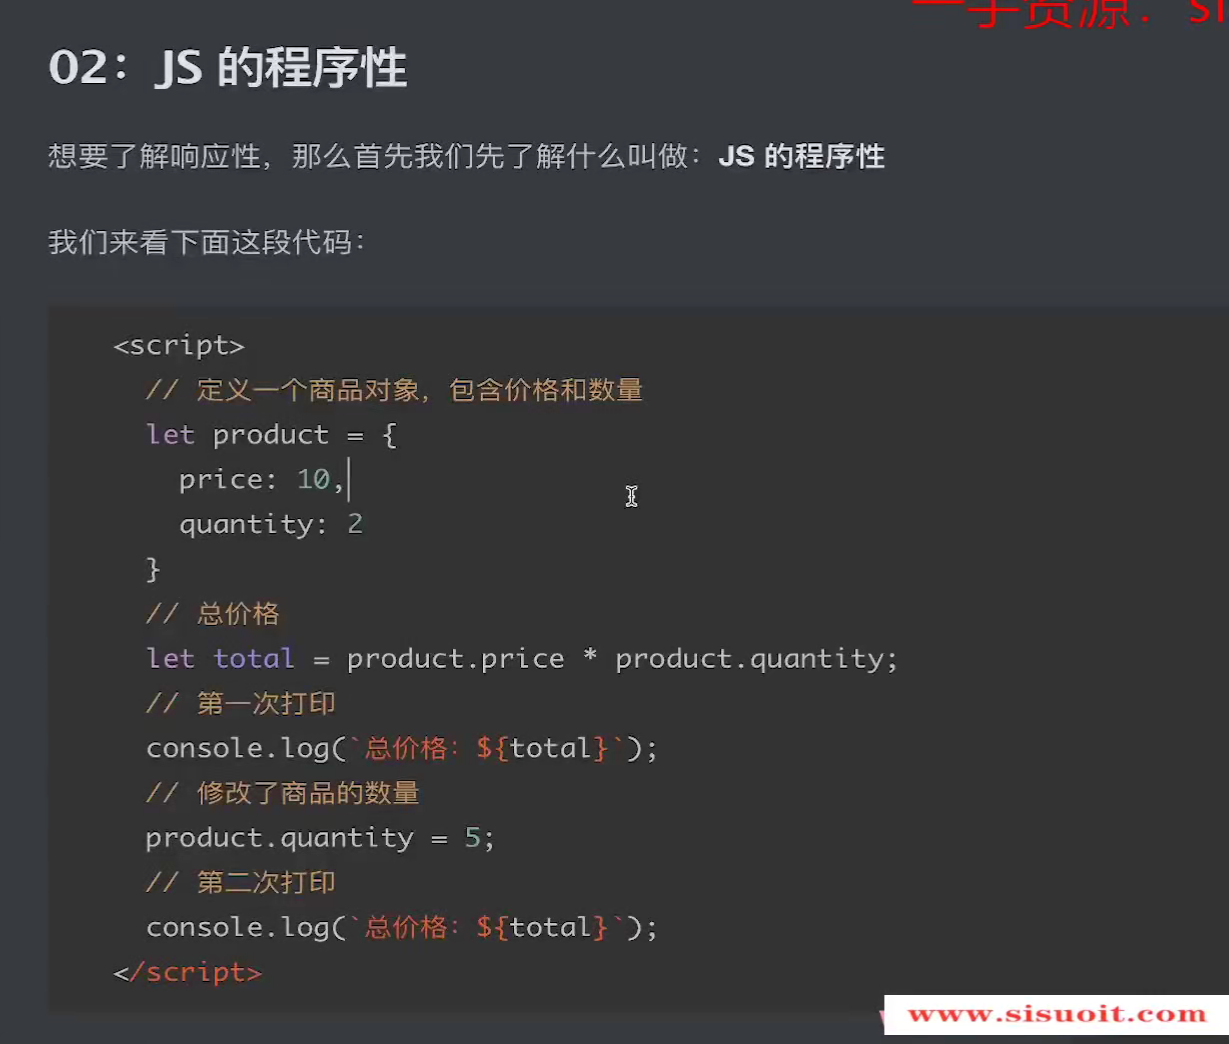 一手资源：
02：JS 的程序性
想要了解响应性，那么首先我们先了解什么叫做：JS 的程序性
我们来看下面这段代码：
<script>
// 定义一个商品对象，包含价格和数量
let product = {
price: 10,
quantity: 2
}
// 总价格
let total = product.price * product.quantity;
// 第一次打印
console.log(`总价格：${total}`);
// 修改了商品的数量
product.quantity = 5;
// 第二次打印
console.log(`总价格：${total}`);
</script>
www.sisuoit.com